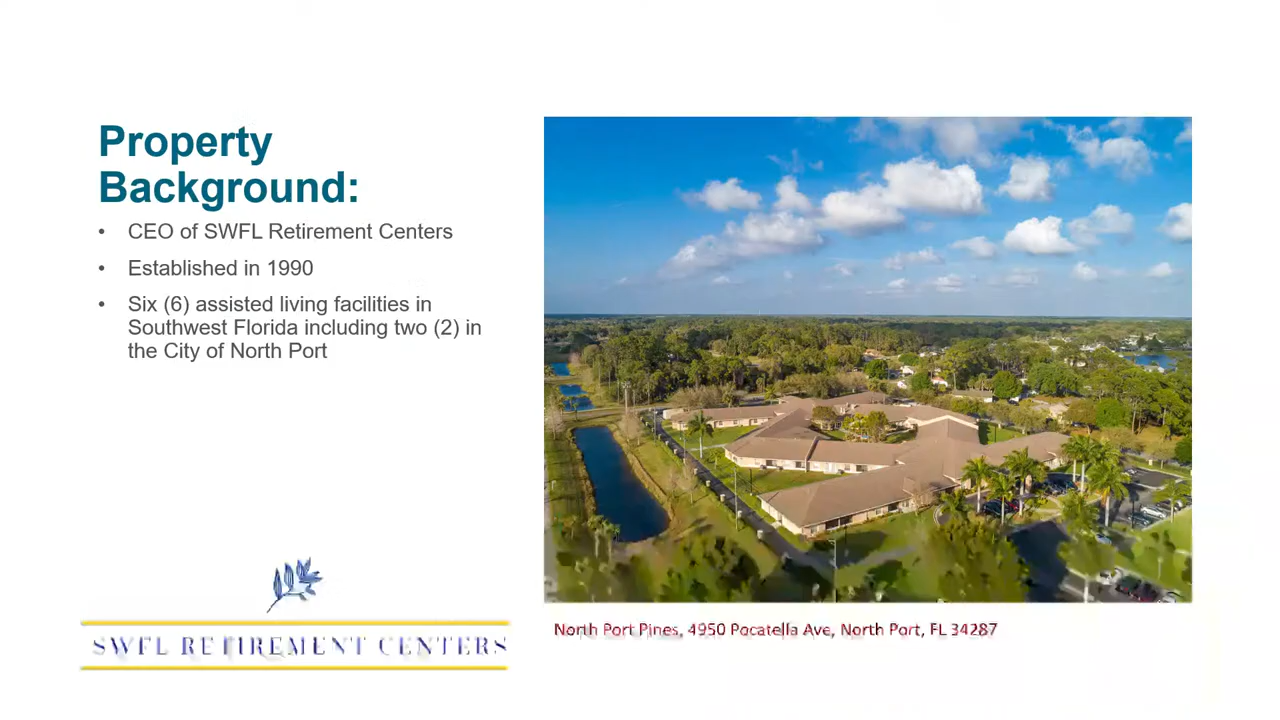 Property
Background:
• CEO of SWFL Retirement Centers
• Established in 1990
• Six (6) assisted living facilities in
Southwest Florida including two (2) in
the City of North Port
SWFL RETIREMENT CENTERS
North Port Pines, 4950 Pocatella Ave, North Port, FL 34287